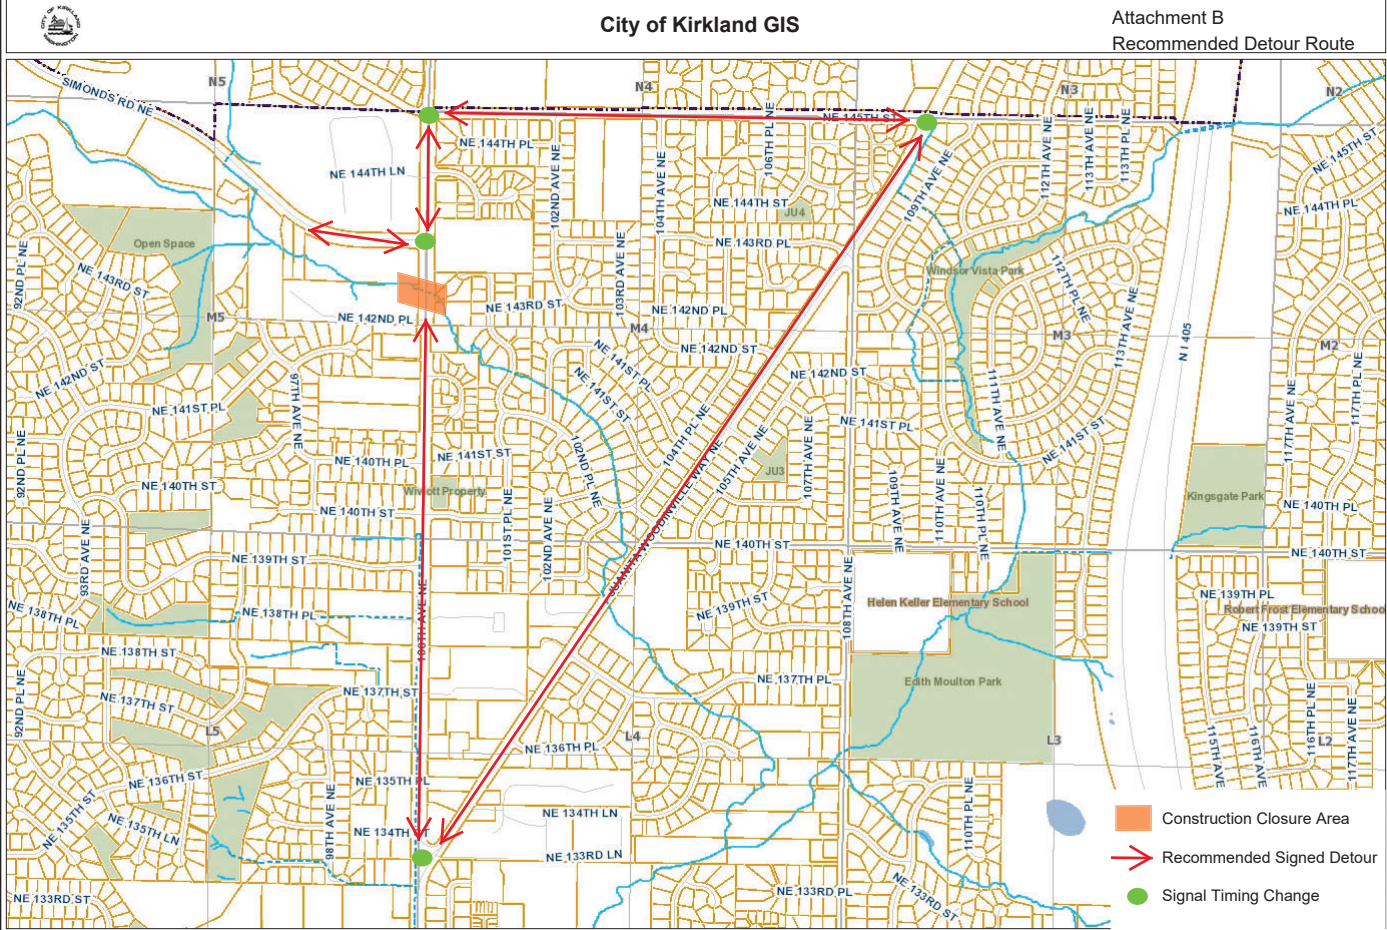 CITY OF KIRKLAND
WASHINGTON
City of Kirkland GIS
Attachment B
Recommended Detour Route
N5
N4
N3
N2
SIMONDS RD NE
NE 145TH ST
NE 144TH PL
NE 144TH LN
102ND AVE NE
104TH AVE NE
106TH PL NE
109TH AVE NE
112TH AVE NE
113TH AVE NE
113TH PL NE
NE 145TH ST
NE 144TH PL
NE 144TH ST
JU4
NE 143RD PL
Open Space
92ND PL NE
NE 143RD ST
103RD AVE NE
Windsor Vista Park
112TH PL NE
113TH AVE NE
N I 405
M5
NE 142ND PL
NE 143RD ST
M4
NE 142ND PL
NE 142ND ST
M3
M2
NE 142ND ST
NE 141ST PL
NE 141ST ST
NE 142ND ST
97TH AVE NE
NE 141ST PL
111TH AVE NE
117TH AVE NE
117TH PL NE
NE 141ST PL
NE 141ST ST
104TH PL NE
105TH AVE NE
107TH AVE NE
92ND PL NE
NE 140TH PL
NE 141ST ST
102ND PL NE
JU3
NE 140TH ST
Wiviott Property
109TH AVE NE
110TH AVE NE
110TH PL NE
Kingsgate Park
NE 140TH PL
NE 140TH ST
101ST PL NE
102ND AVE NE
JUANITA WOODINVILLE WAY NE
93RD AVE NE
NE 139TH ST
NE 140TH ST
NE 140TH ST
100TH AVE NE
108TH AVE NE
NE 139TH ST
Helen Keller Elementary School
NE 139TH PL
Robert Frost Elementary Schoo
NE 139TH ST
NE 138TH PL
NE 138TH PL
NE 138TH ST
92ND PL NE
NE 137TH ST
NE 137TH ST
NE 137TH PL
Edith Moulton Park
L5
L4
L3
L2
NE 136TH PL
115TH AVE
116TH AVE
116TH PL NE
117TH AVE NE
NE 136TH ST
NE 135TH PL
NE 135TH ST
NE 135TH LN
98TH AVE NE
NE 134TH LN
110TH PL NE
NE 133RD LN
NE 133RD ST
NE 133RD PL
NE 133RD ST
Construction Closure Area
Recommended Signed Detour
Signal Timing Change